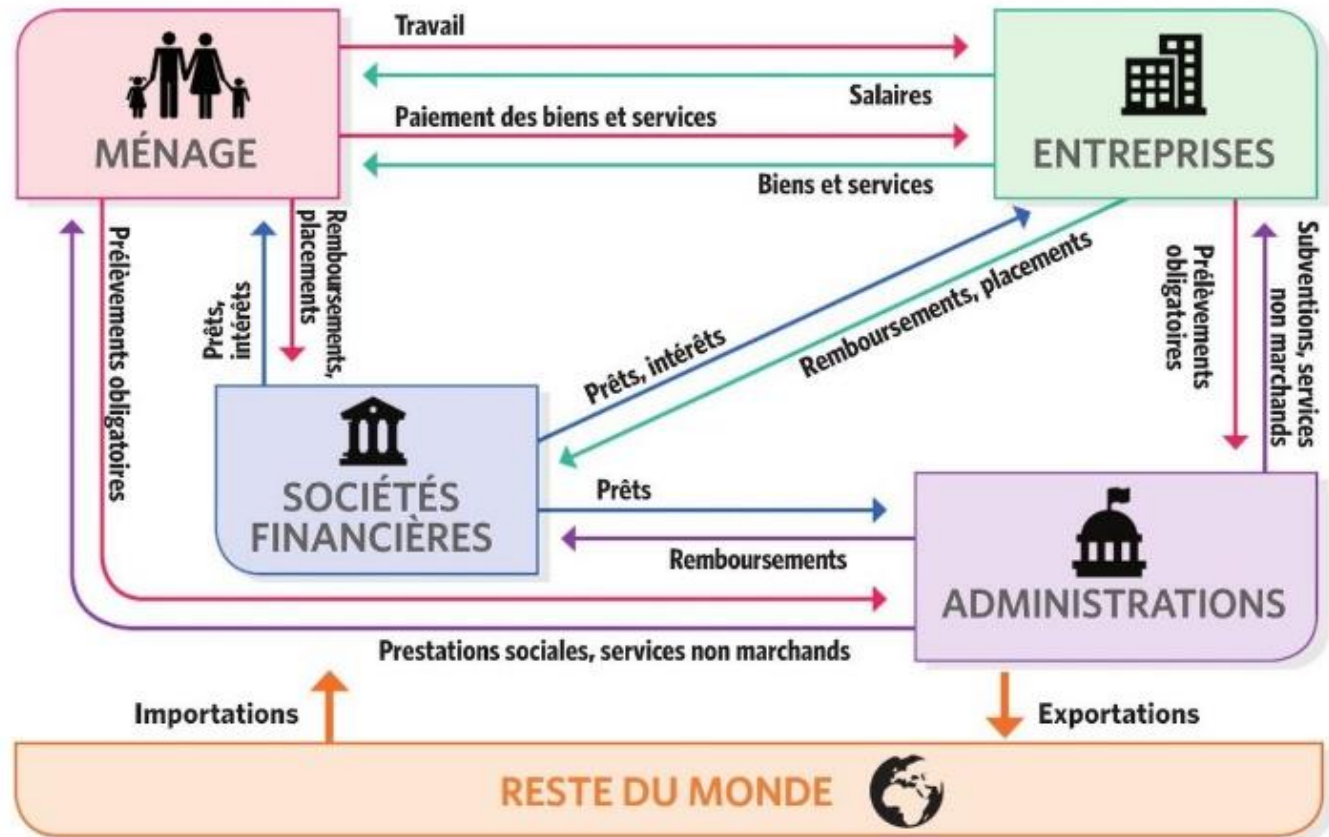 Travail
Salaires
Paiement des biens et services
Biens et services
MÉNAGE
ENTREPRISES
Prélèvements obligatoires
Prêts,
intérêts
Remboursements,
placements
Prêts, intérêts
Remboursements, placements
Prélèvements
obligatoires
Subventions, services
non marchands
SOCIÉTÉS
FINANCIÈRES
Prêts
Remboursements
ADMINISTRATIONS
Prestations sociales, services non marchands
Importations
Exportations
RESTE DU MONDE